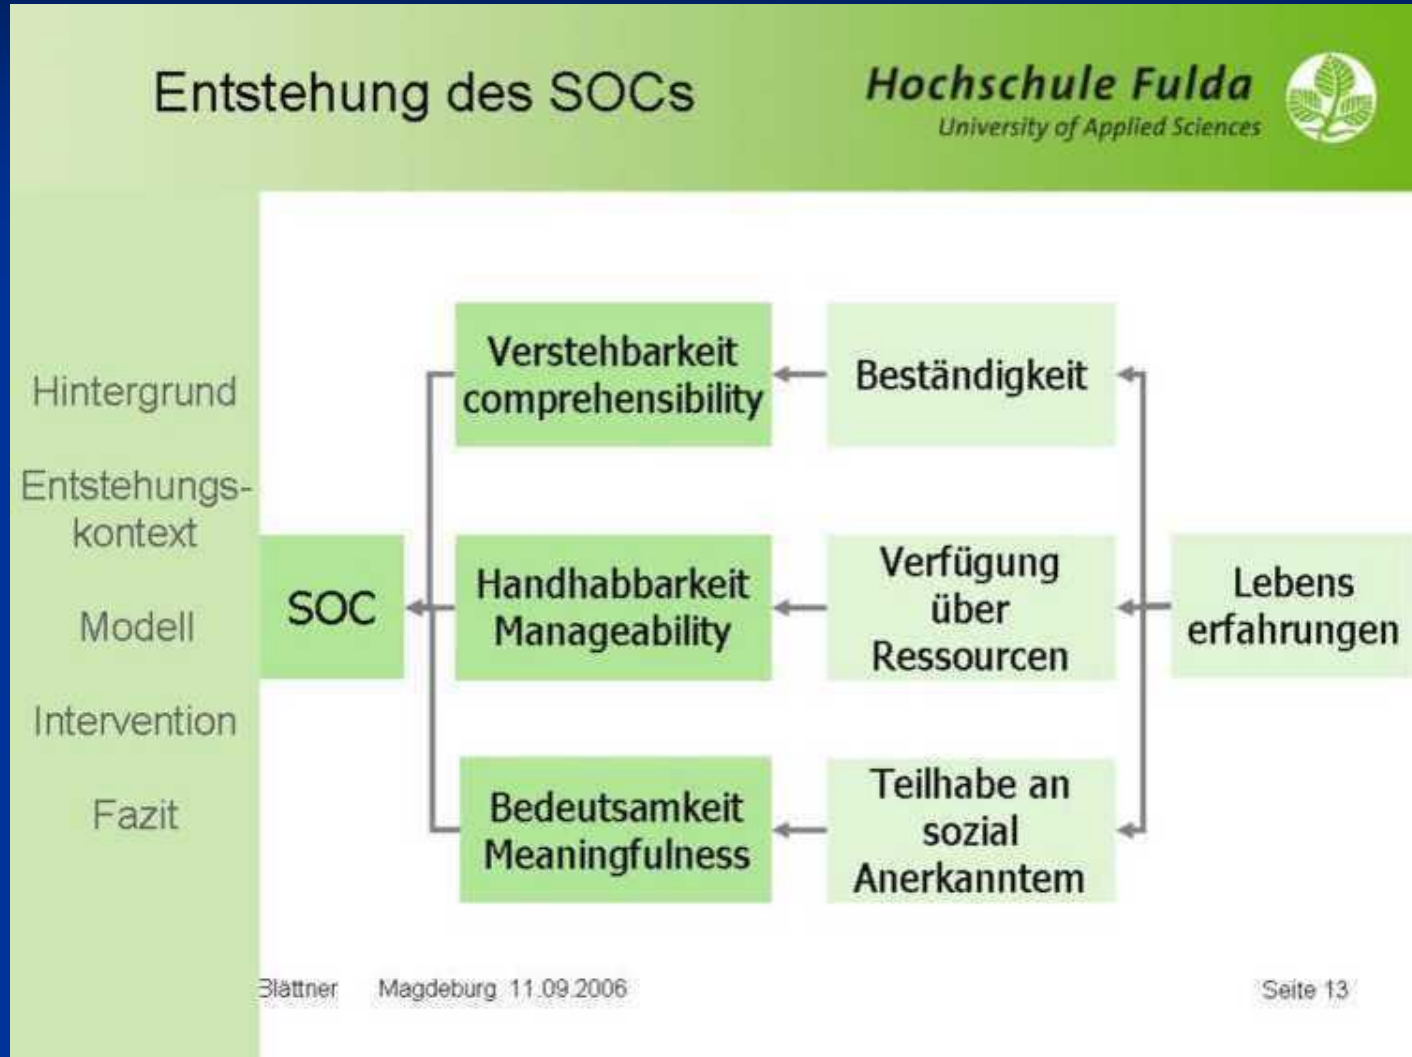 Entstehung des SOCs
Hochschule Fulda
University of Applied Sciences
Hintergrund
Entstehungs-
kontext
Modell
Intervention
Fazit
SOC
Verstehbarkeit
comprehensibility
Handhabbarkeit
Manageability
Bedeutsamkeit
Meaningfulness
Beständigkeit
Verfügung
über
Ressourcen
Teilhabe an
sozial
Anerkanntem
Lebens
erfahrungen
Blättner Magdeburg 11.09.2006
Seite 13